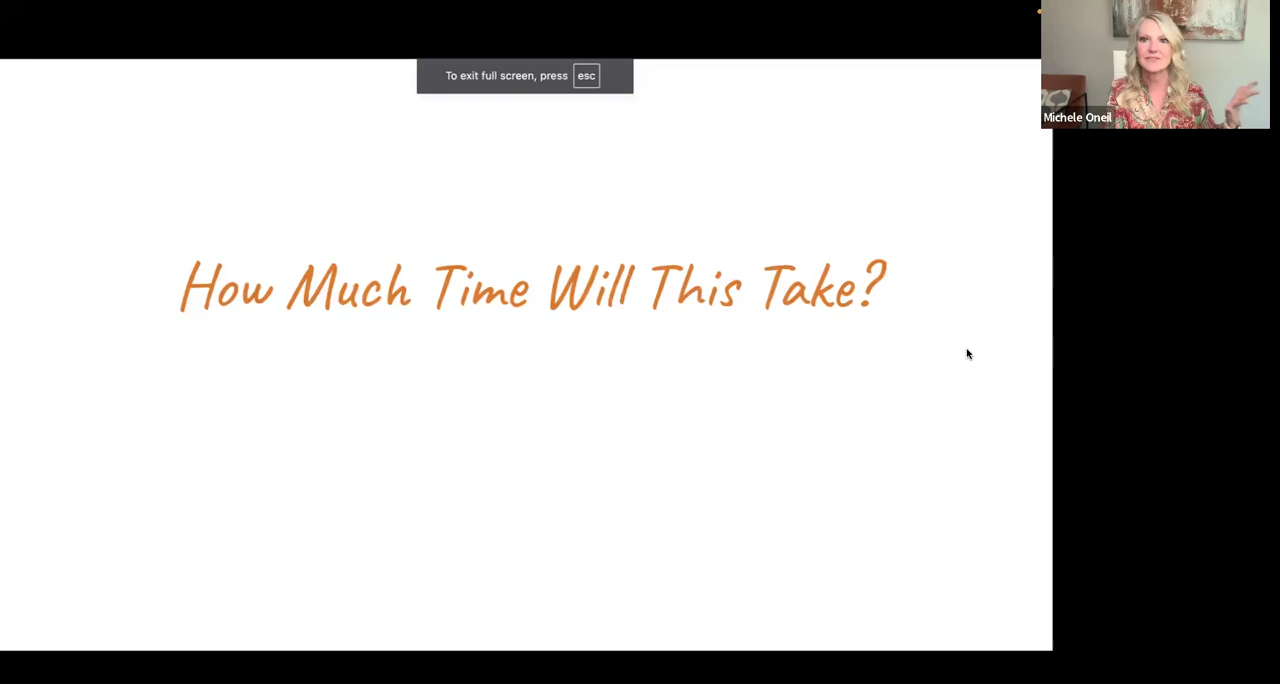 To exit full screen, press esc
Michele Oneil
How Much Time Will This Take?